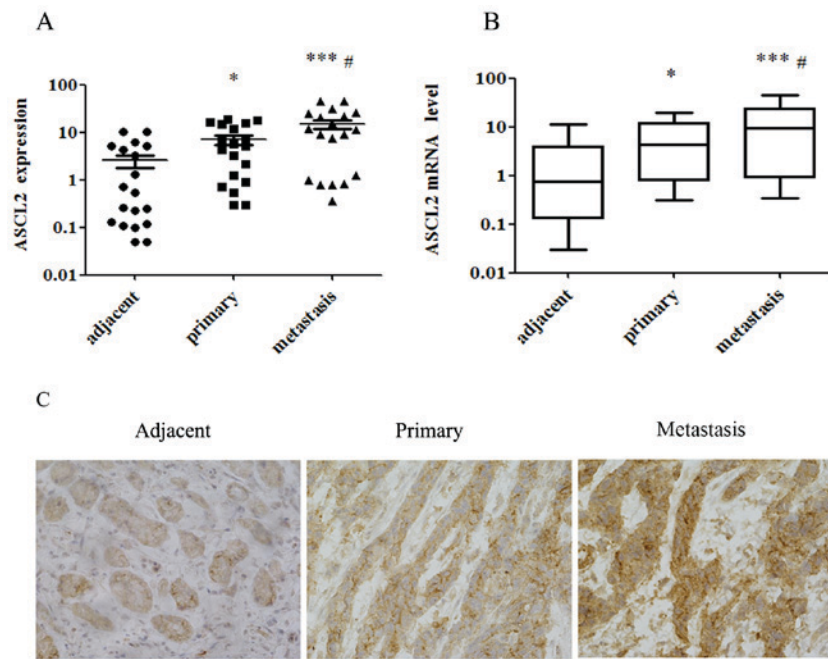 A
ASCL2 expression
100
10
1
0.1
0.01
*
*** #
adjacent
primary
metastasis
B
ASCL2 mRNA level
100
10
1
0.1
0.01
*
*** #
adjacent
primary
metastasis
C
Adjacent
Primary
Metastasis